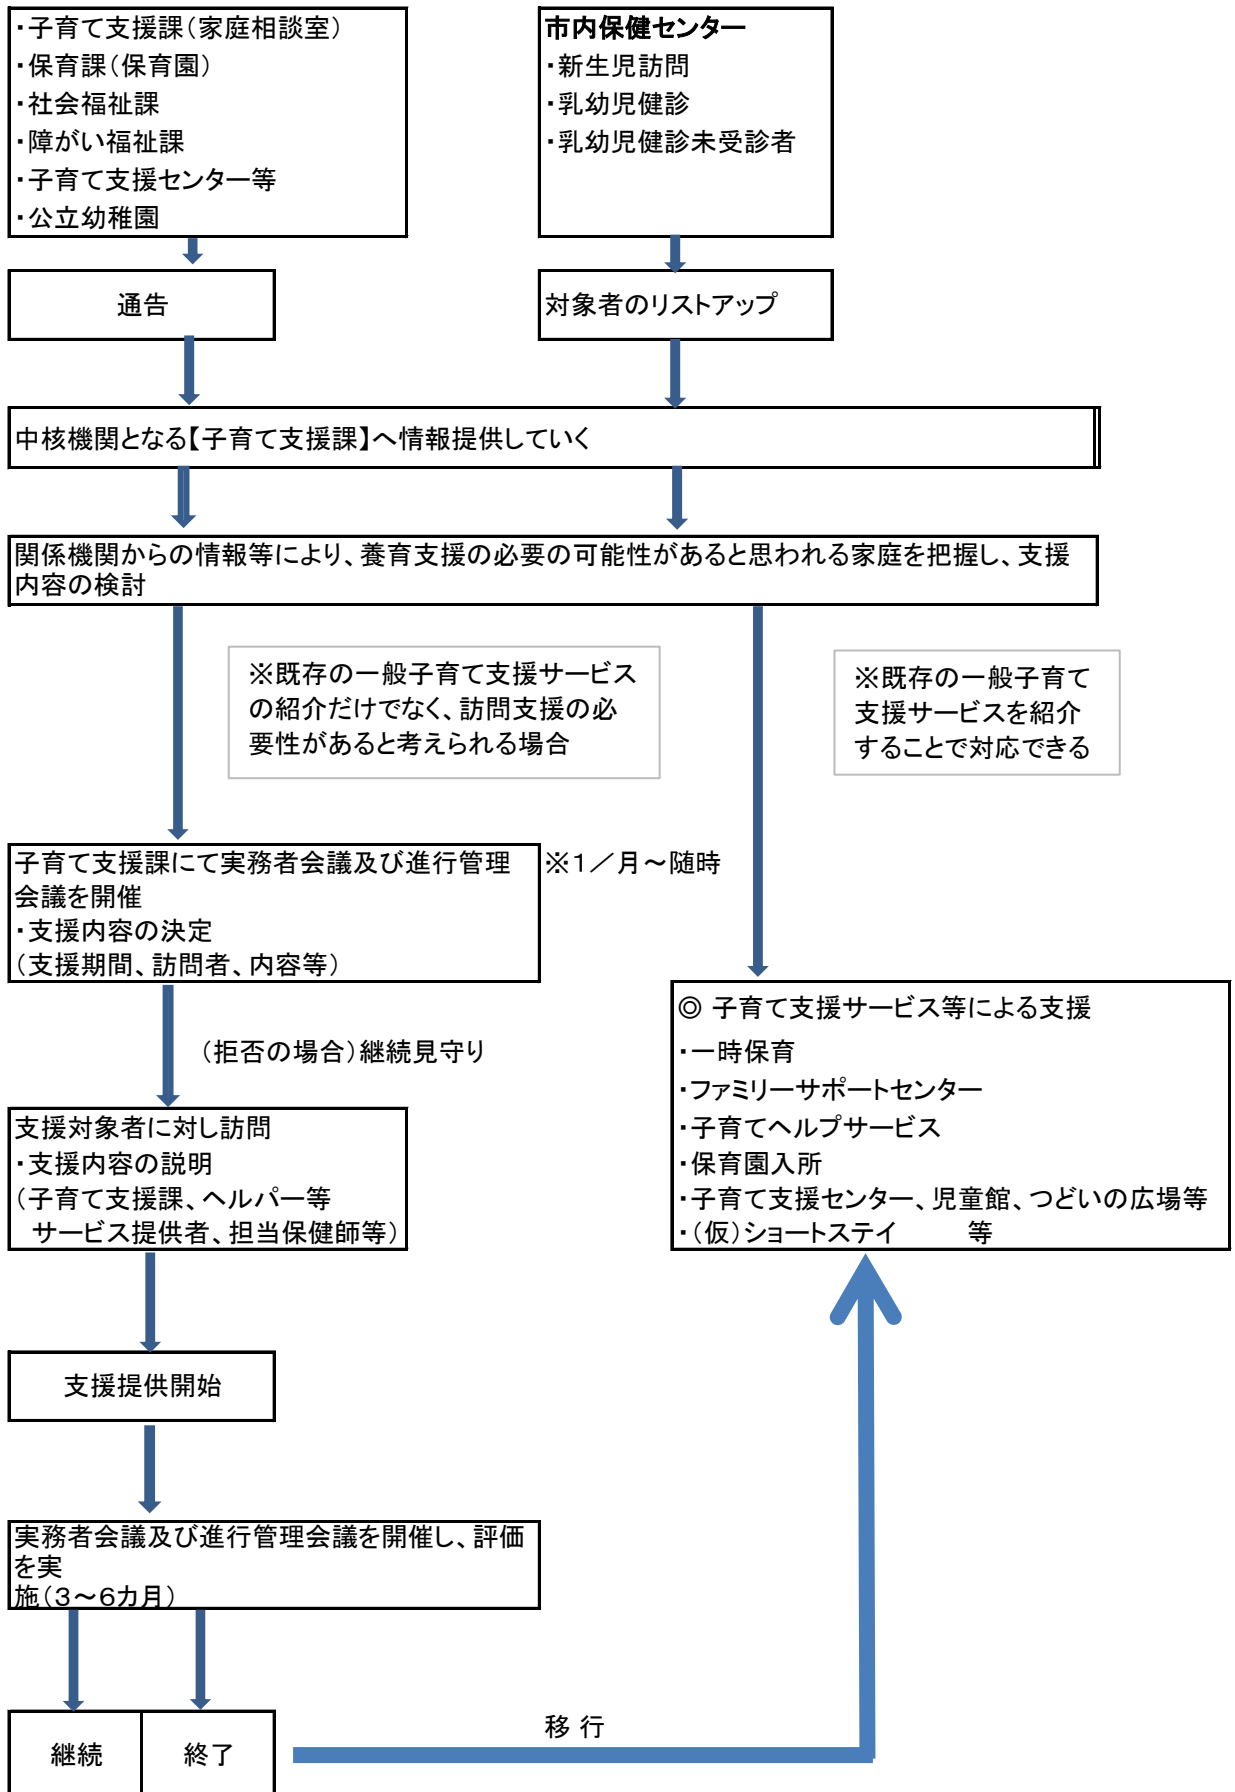 ・子育て支援課（家庭相談室）
・保育課（保育園）
・社会福祉課
・障がい福祉課
・子育て支援センター等
・公立幼稚園
市内保健センター
・新生児訪問
・乳幼児健診
・乳幼児健診未受診者
通告
対象者のリストアップ
中核機関となる【子育て支援課】へ情報提供していく
関係機関からの情報等により、養育支援の必要の可能性があると思われる家庭を把握し、支援
内容の検討
※既存の一般子育て支援サービス
の紹介だけでなく、訪問支援の必
要性があると考えられる場合
※既存の一般子育て
支援サービスを紹介
することで対応できる
子育て支援課にて実務者会議及び進行管理
会議を開催
・支援内容の決定
（支援期間、訪問者、内容等）
※１／月～随時
（拒否の場合）継続見守り
◎ 子育て支援サービス等による支援
・一時保育
・ファミリーサポートセンター
・子育てヘルプサービス
・保育園入所
・子育て支援センター、児童館、つどいの広場等
・（仮）ショートステイ　　等
支援対象者に対し訪問
・支援内容の説明
（子育て支援課、ヘルパー等
サービス提供者、担当保健師等）
支援提供開始
実務者会議及び進行管理会議を開催し、評価
を実
施（３～６カ月）
継続
終了
移 行